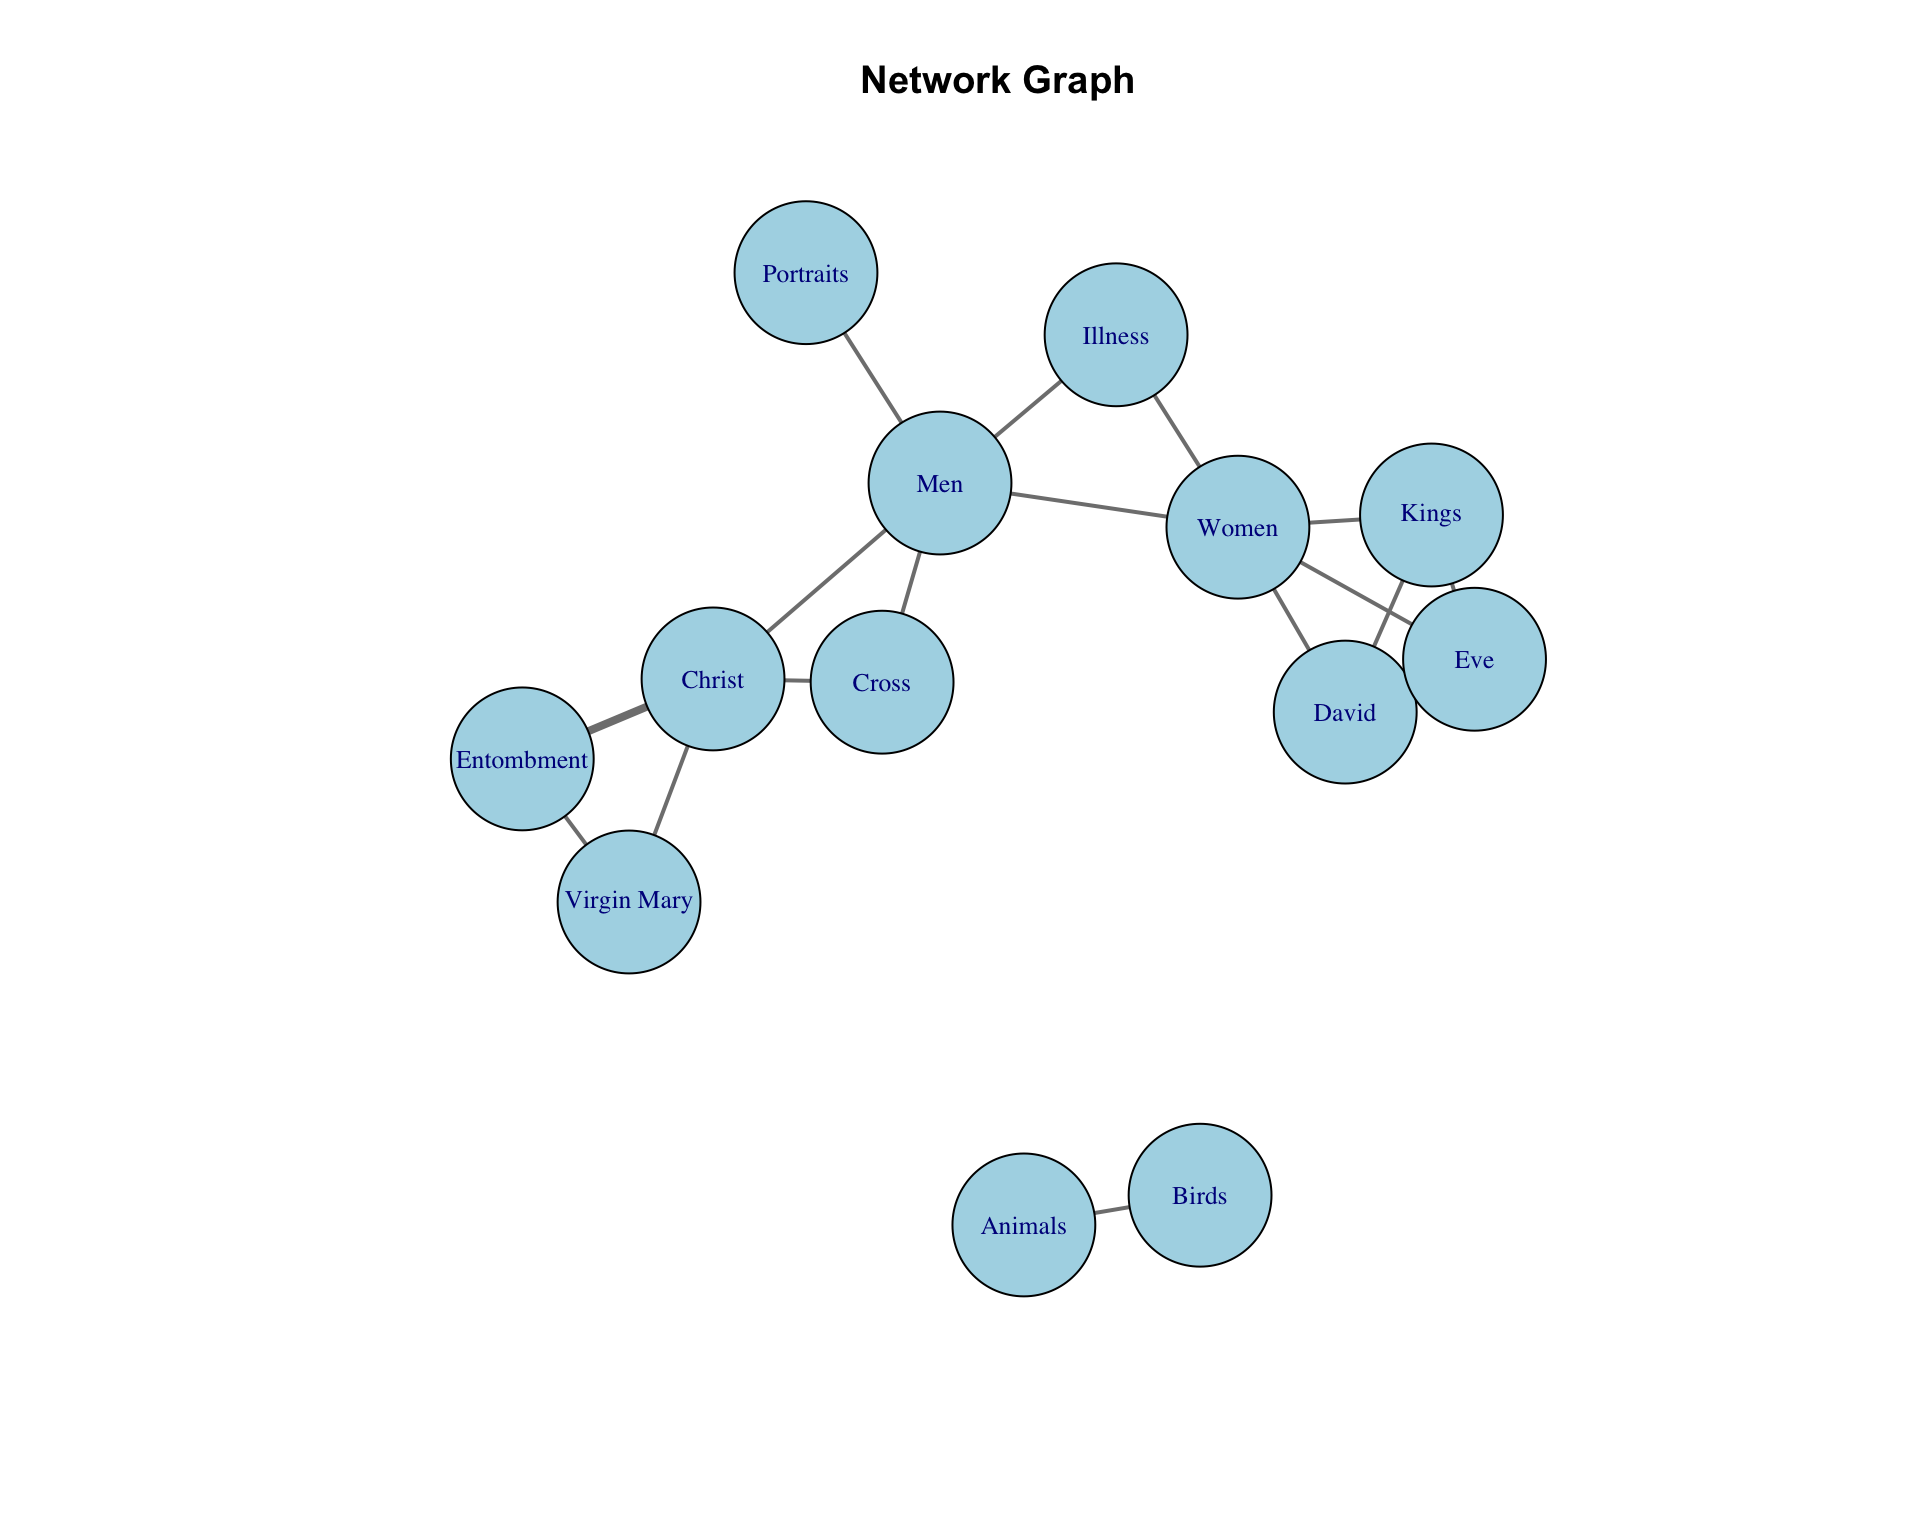 Network Graph
Portraits
Illness
Men
Kings
Women
Eve
Christ
Cross
David
Entombment
Virgin Mary
Birds
Animals